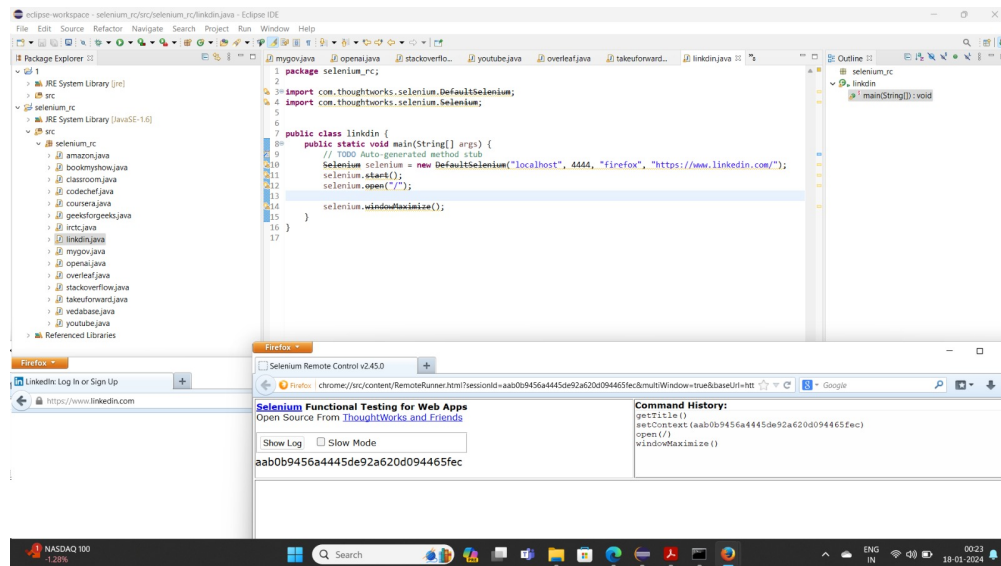 eclipse-workspace - selenium_rc/src/selenium_rc/linkdin.java - Eclipse IDE
File Edit Source Refactor Navigate Search Project Run Window Help
Package Explorer
1
JRE System Library [jre]
src
selenium_rc
JRE System Library [JavaSE-1.6]
src
selenium_rc
amazon.java
bookmyshow.java
classroom.java
codechef.java
coursera.java
geeksforgeeks.java
irctc.java
linkdin.java
mygov.java
openai.java
overleaf.java
stackoverflow.java
takeuforward.java
vedabase.java
youtube.java
Referenced Libraries
mygov.java openai.java stackoverflo... youtube.java overleaf.java takeuforward... linkdin.java
1 package selenium_rc;
2
3 import com.thoughtworks.selenium.DefaultSelenium;
4 import com.thoughtworks.selenium.Selenium;
5
6
7 public class linkdin {
8 public static void main(String[] args) {
9 // TODO Auto-generated method stub
10 Selenium selenium = new DefaultSelenium("localhost", 4444, "firefox", "https://www.linkedin.com/");
11 selenium.start();
12 selenium.open("/");
13
14 selenium.windowMaximize();
15 }
16 }
17
Outline
selenium_rc
linkdin
main(String[]) : void
Firefox
LinkedIn: Log In or Sign Up
https://www.linkedin.com
Firefox
Selenium Remote Control v2.45.0
Firefox chrome://src/content/RemoteRunner.html?sessionId=aab0b9456a4445de92a620d094465fec&multiWindow=true&baseUrl=htt
Google
Selenium Functional Testing for Web Apps
Open Source From ThoughtWorks and Friends
Show Log Slow Mode
aab0b9456a4445de92a620d094465fec
Command History:
getTitle()
setContext(aab0b9456a4445de92a620d094465fec)
open(/)
windowMaximize()
1
NASDAQ 100
-1.28%
Search
ENG
IN
00:23
18-01-2024